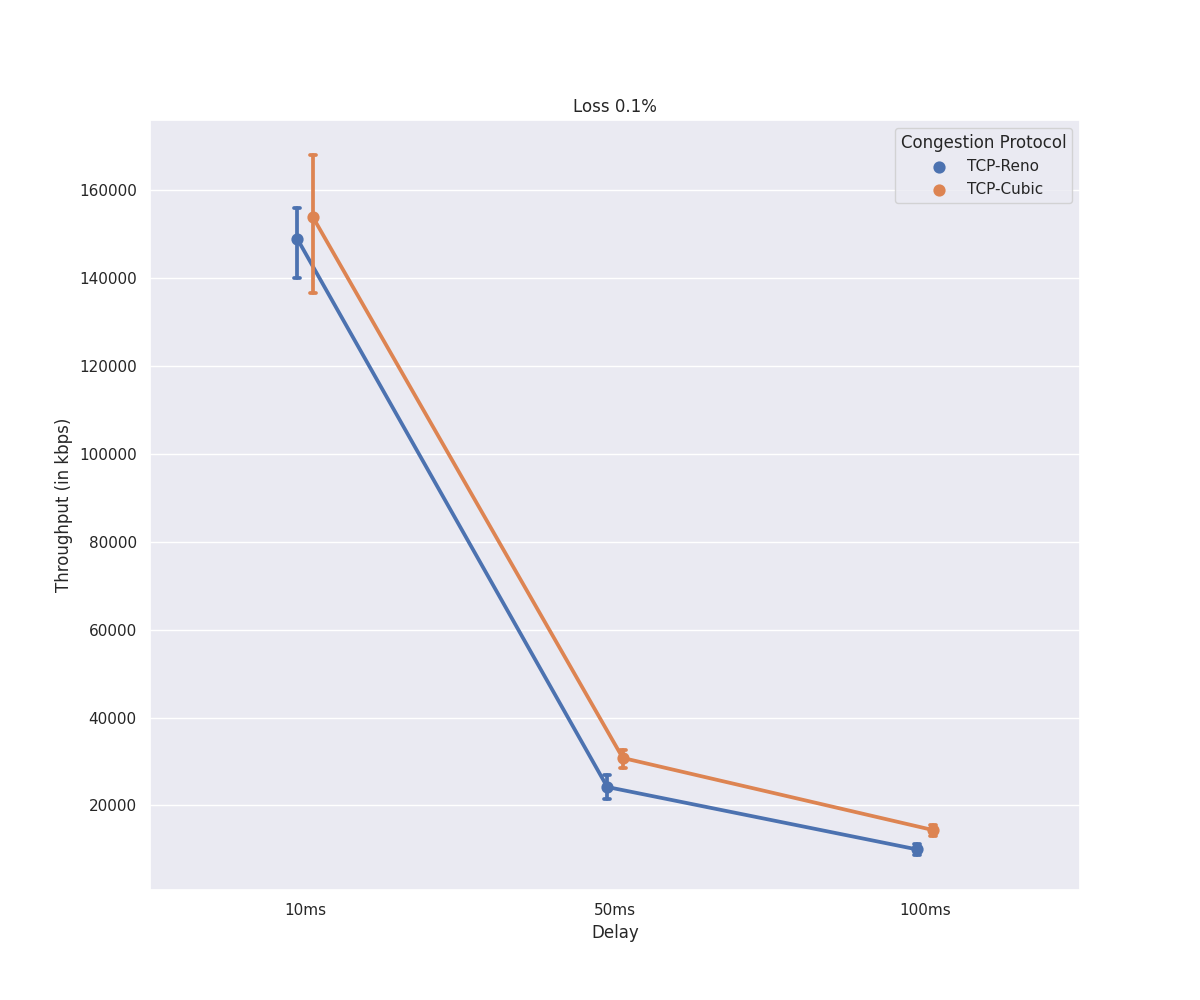 Loss 0.1%
Congestion Protocol
TCP-Reno
TCP-Cubic
Throughput (in kbps)
160000
140000
120000
100000
80000
60000
40000
20000
10ms
50ms
100ms
Delay